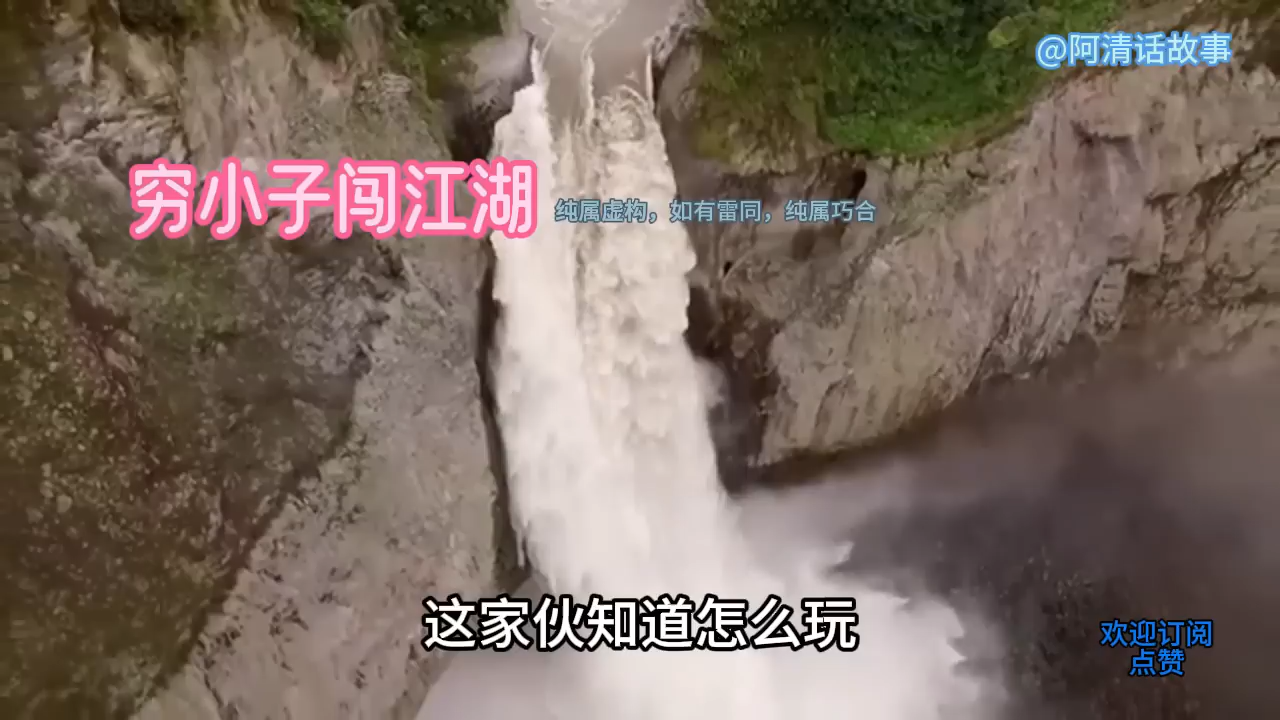 @阿清话故事
穷小子闯江湖
纯属虚构，如有雷同，纯属巧合
这家伙知道怎么玩
欢迎订阅
点赞